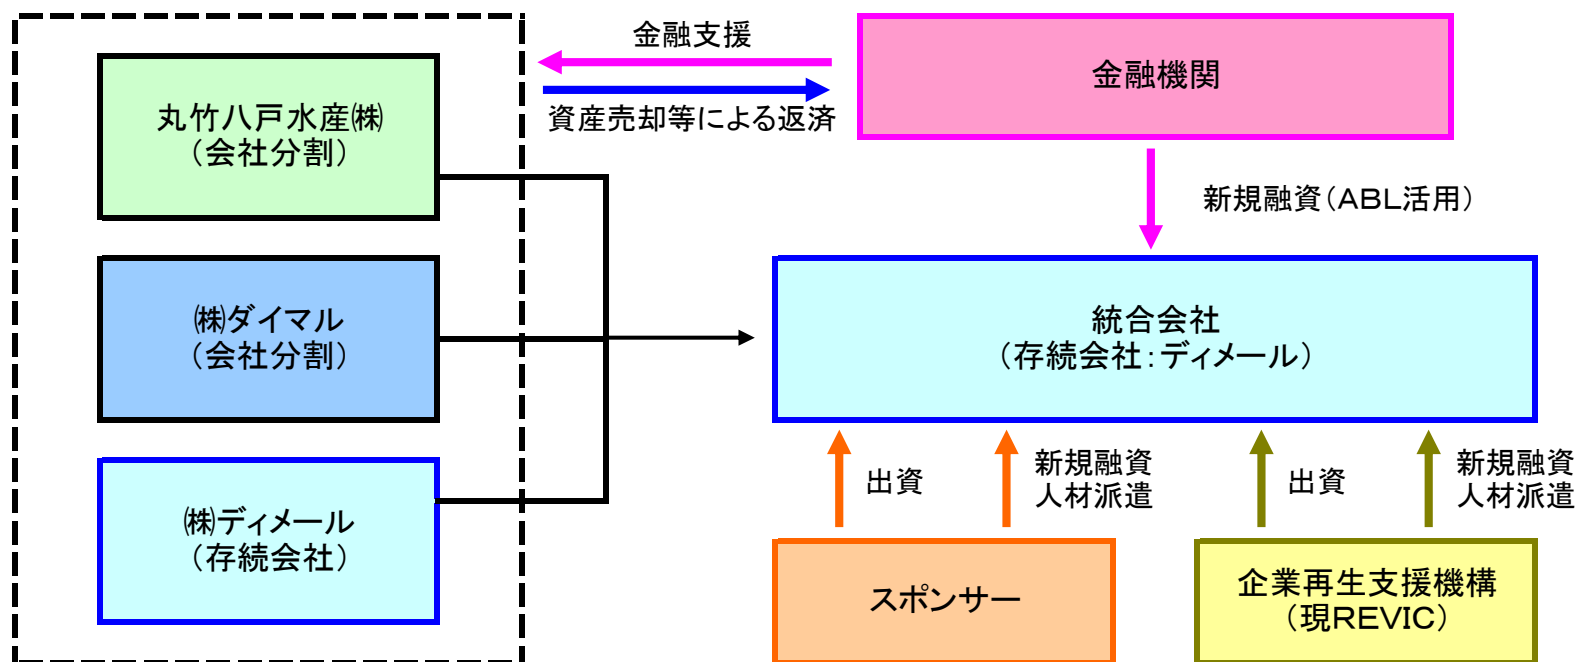 金融支援
金融機関
丸竹八戸水産㈱
（会社分割）
資産売却等による返済
新規融資（ＡＢＬ活用）
㈱ダイマル
（会社分割）
統合会社
（存続会社：ディメール）
㈱ディメール
（存続会社）
出資
新規融資
人材派遣
出資
新規融資
人材派遣
スポンサー
企業再生支援機構
（現ＲＥＶＩＣ）